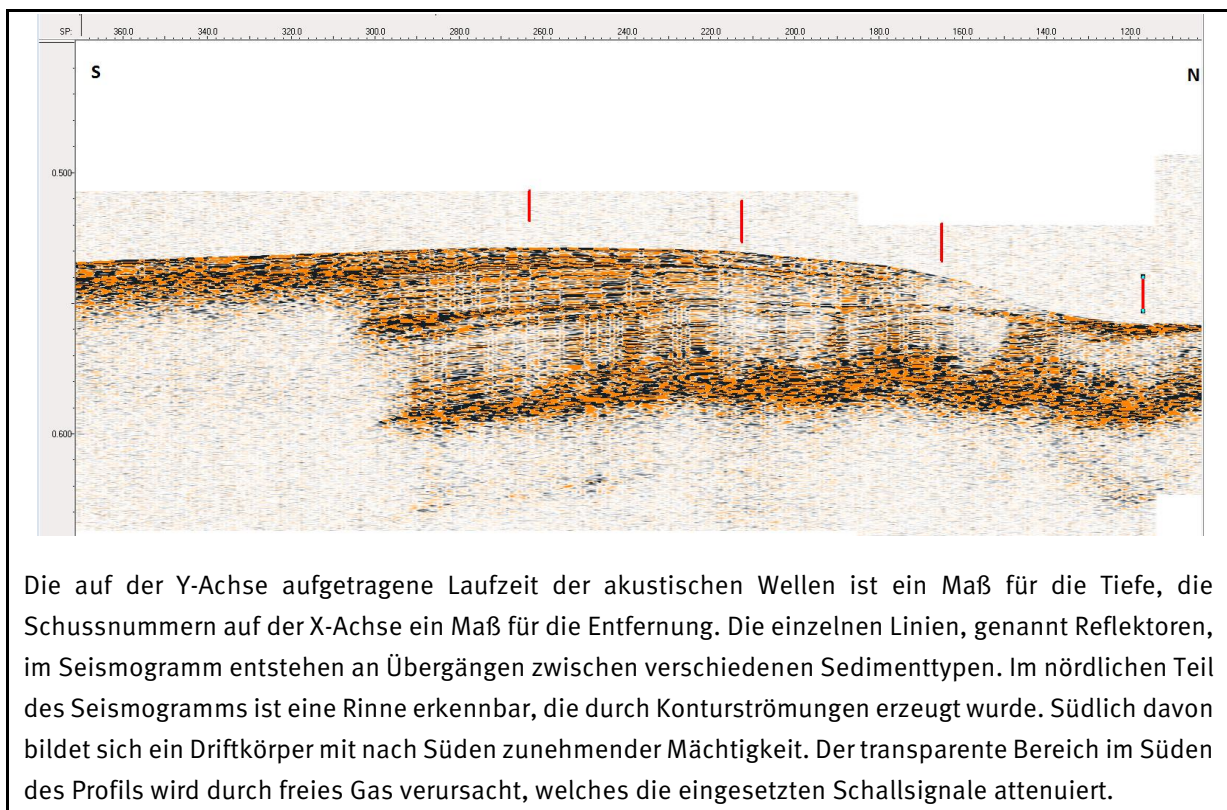 SP: 360.0 340.0 320.0 300.0 280.0 260.0 240.0 220.0 200.0 180.0 160.0 140.0 120.0
S N
0.500
0.600
Die auf der Y-Achse aufgetragene Laufzeit der akustischen Wellen ist ein Maß für die Tiefe, die
Schussnummern auf der X-Achse ein Maß für die Entfernung. Die einzelnen Linien, genannt Reflektoren,
im Seismogramm entstehen an Übergängen zwischen verschiedenen Sedimenttypen. Im nördlichen Teil
des Seismogramms ist eine Rinne erkennbar, die durch Konturströmungen erzeugt wurde. Südlich davon
bildet sich ein Driftkörper mit nach Süden zunehmender Mächtigkeit. Der transparente Bereich im Süden
des Profils wird durch freies Gas verursacht, welches die eingesetzten Schallsignale attenuiert.